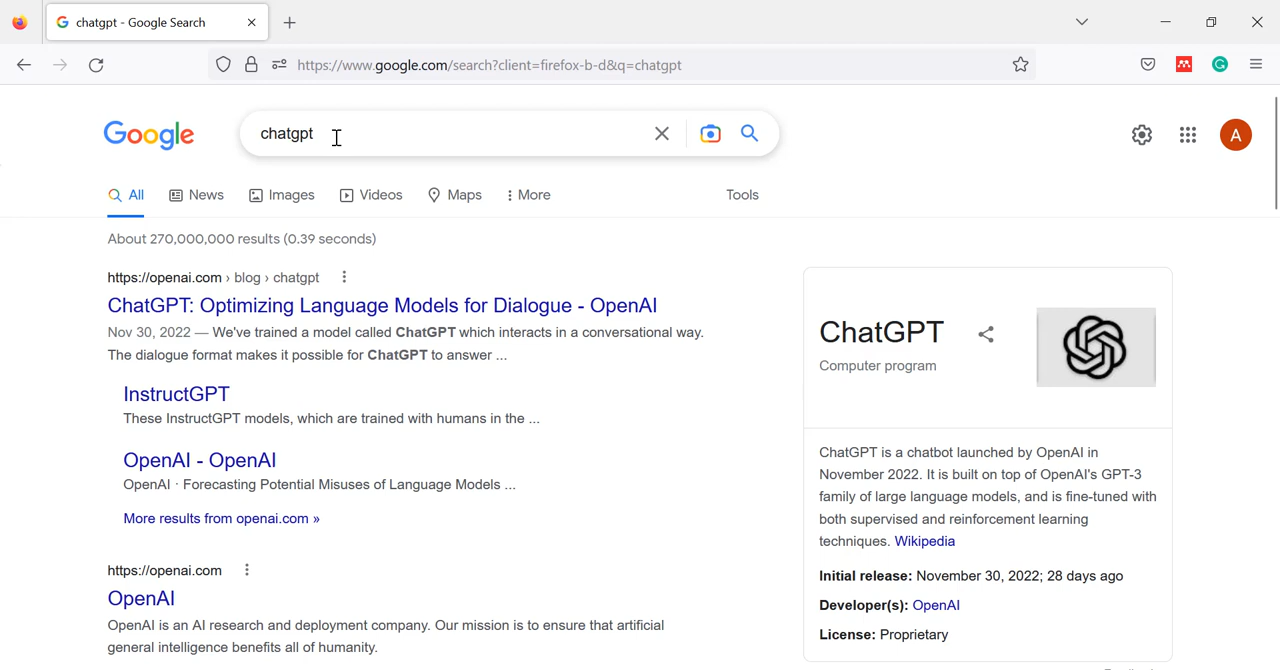 chatgpt - Google Search
https://www.google.com/search?client=firefox-b-d&q=chatgpt
Google
chatgpt
A
All
News
Images
Videos
Maps
More
Tools
About 270,000,000 results (0.39 seconds)
https://openai.com › blog › chatgpt
ChatGPT: Optimizing Language Models for Dialogue - OpenAI
Nov 30, 2022 — We've trained a model called ChatGPT which interacts in a conversational way.
The dialogue format makes it possible for ChatGPT to answer ...
InstructGPT
These InstructGPT models, which are trained with humans in the ...
OpenAI - OpenAI
OpenAI · Forecasting Potential Misuses of Language Models ...
More results from openai.com »
https://openai.com
OpenAI
OpenAI is an AI research and deployment company. Our mission is to ensure that artificial
general intelligence benefits all of humanity.
ChatGPT
Computer program
ChatGPT is a chatbot launched by OpenAI in
November 2022. It is built on top of OpenAI's GPT-3
family of large language models, and is fine-tuned with
both supervised and reinforcement learning
techniques. Wikipedia
Initial release: November 30, 2022; 28 days ago
Developer(s): OpenAI
License: Proprietary